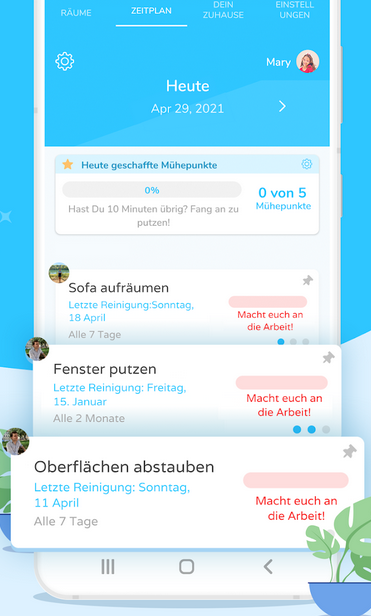 RÄUME
ZEITPLAN
DEIN
ZUHAUSE
EINSTELL
UNGEN
Mary
Heute
Apr 29, 2021
Heute geschaffte Mühepunkte
0%
0 von 5
Mühepunkte
Hast Du 10 Minuten übrig? Fang an zu
putzen!
Sofa aufräumen
Letzte Reinigung:Sonntag,
18 April
Alle 7 Tage
Macht euch an
die Arbeit!
Fenster putzen
Letzte Reinigung: Freitag,
15. Januar
Alle 2 Monate
Macht euch an
die Arbeit!
Oberflächen abstauben
Letzte Reinigung: Sonntag,
11 April
Alle 7 Tage
Macht euch an
die Arbeit!